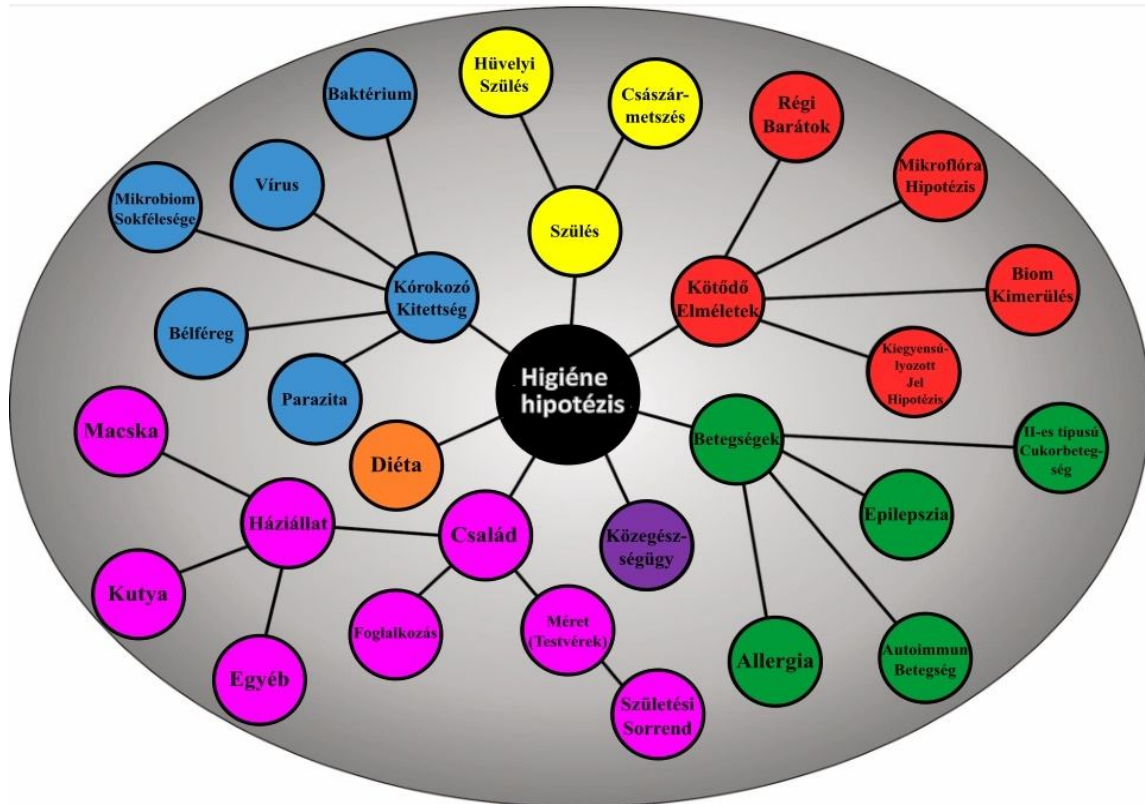 Hüvelyi
Szülés
Császár-
metszés
Baktérium
Régi
Barátok
Mikroflóra
Hipotézis
Vírus
Mikrobiom
Sokfélesége
Szülés
Kórokozó
Kitettség
Kötődő
Elméletek
Biom
Kimerülés
Bélféreg
Kiegyensú-
lyozott
Jel
Hipotézis
Higiéne
hipotézis
Parazita
Macska
Diéta
Betegségek
II-es típusú
Cukorbeteg-
ség
Epilepszia
Háziállat
Család
Közegész-
ségügy
Kutya
Foglalkozás
Méret
(Testvérek)
Allergia
Autoimmun
Betegség
Egyéb
Születési
Sorrend